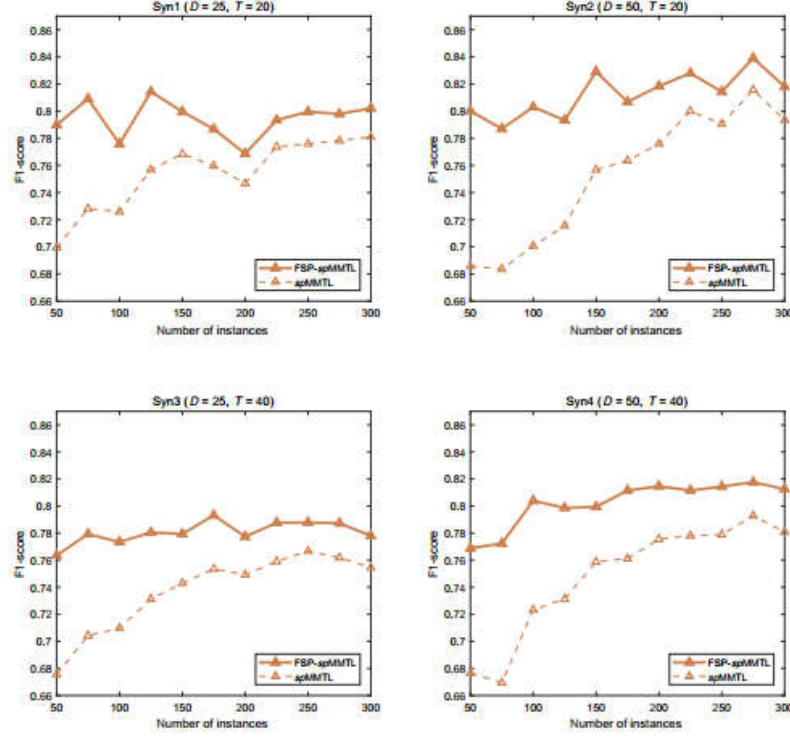 Syn1 (D = 25, T = 20)
0.86
0.84
0.82
0.8
0.78
0.76
0.74
0.72
0.7
0.68
0.66
F1-score
FSP-spMMTL
spMMTL
50 100 150 200 250 300
Number of instances
Syn2 (D = 50, T = 20)
0.86
0.84
0.82
0.8
0.78
0.76
0.74
0.72
0.7
0.68
0.66
F1-score
FSP-spMMTL
spMMTL
50 100 150 200 250 300
Number of instances
Syn3 (D = 25, T = 40)
0.86
0.84
0.82
0.8
0.78
0.76
0.74
0.72
0.7
0.68
0.66
F1-score
FSP-spMMTL
spMMTL
50 100 150 200 250 300
Number of instances
Syn4 (D = 50, T = 40)
0.86
0.84
0.82
0.8
0.78
0.76
0.74
0.72
0.7
0.68
0.66
F1-score
FSP-spMMTL
spMMTL
50 100 150 200 250 300
Number of instances